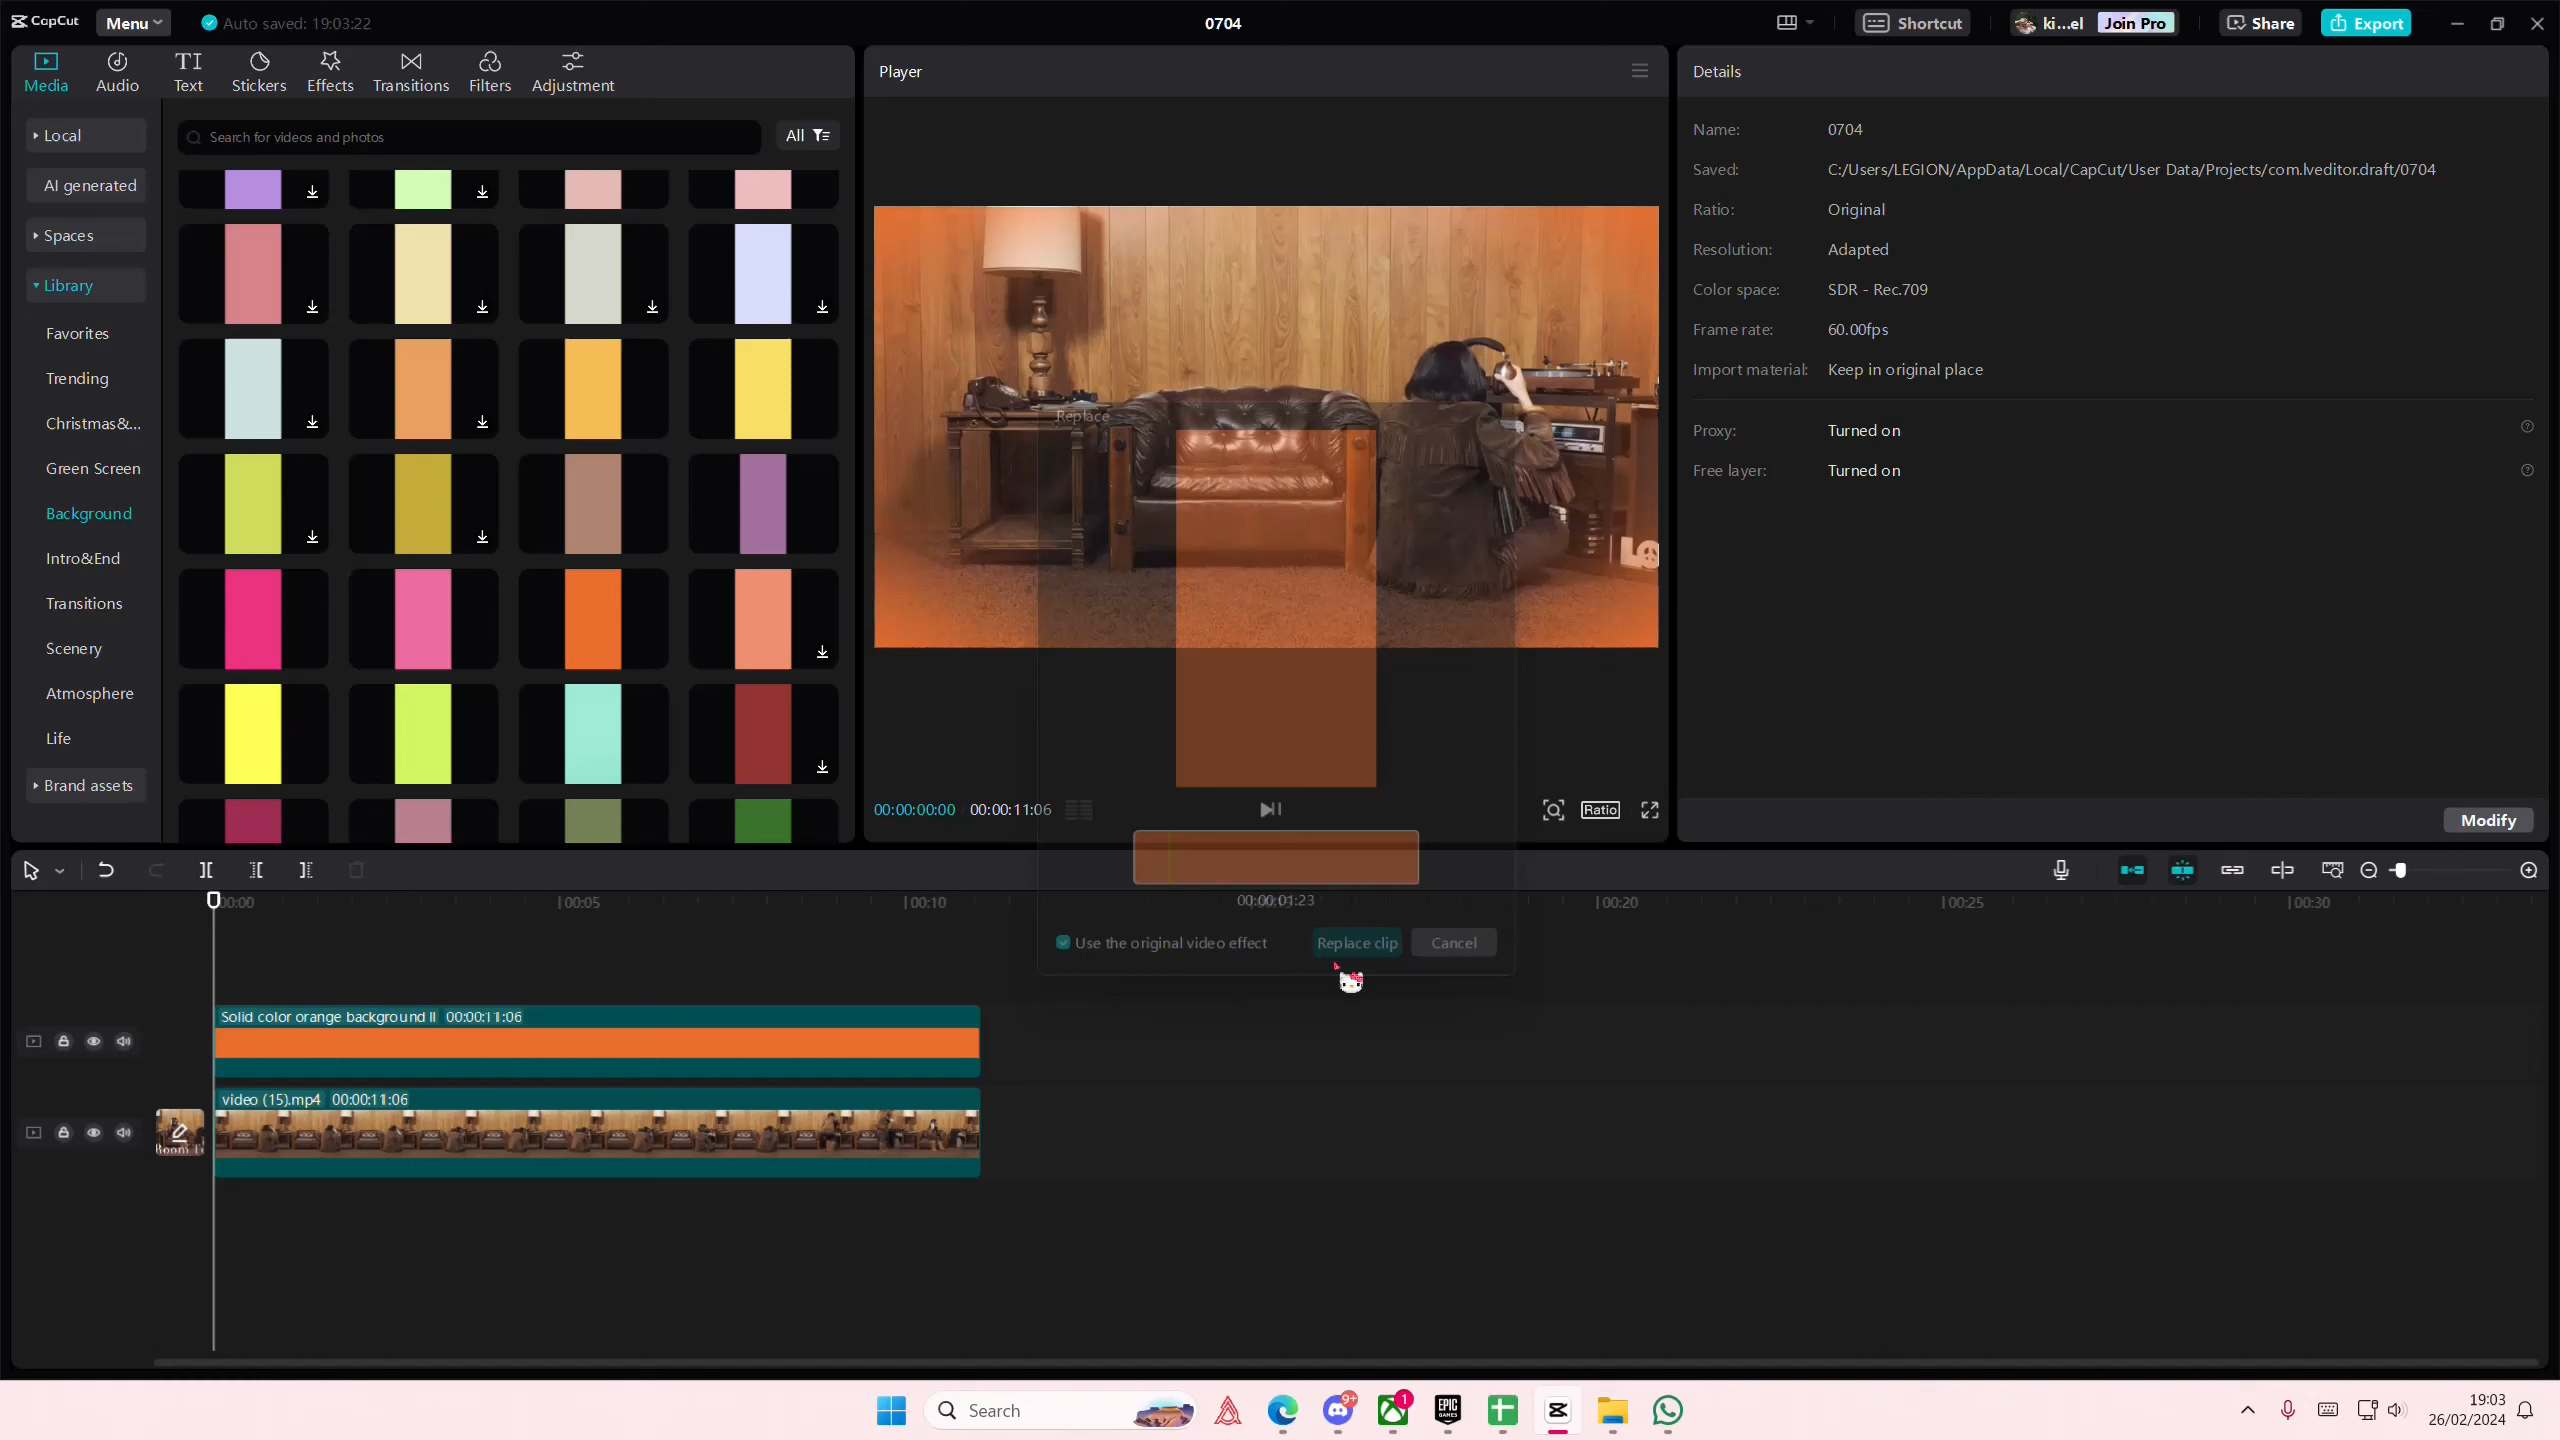 CapCut
Menu
Auto saved: 19:03:22
0704
Shortcut
ki...el
Join Pro
Share
Export
Media
Audio
Text
Stickers
Effects
Transitions
Filters
Adjustment
Local
AI generated
Spaces
Library
Favorites
Trending
Christmas&...
Green Screen
Background
Intro&End
Transitions
Scenery
Atmosphere
Life
Brand assets
Search for videos and photos
All
Player
Replace
00:00:00:00 00:00:11:06
Ratio
Details
Name: 0704
Saved: C:/Users/LEGION/AppData/Local/CapCut/User Data/Projects/com.lveditor.draft/0704
Ratio: Original
Resolution: Adapted
Color space: SDR - Rec.709
Frame rate: 60.00fps
Import material: Keep in original place
Proxy: Turned on
Free layer: Turned on
Modify
00:00
00:05
00:10
00:00:01:23
00:20
00:25
00:30
Use the original video effect
Replace clip
Cancel
Solid color orange background II 00:00:11:06
video (15).mp4 00:00:11:06
Search
9+
1
EPIC GAMES
19:03
26/02/2024